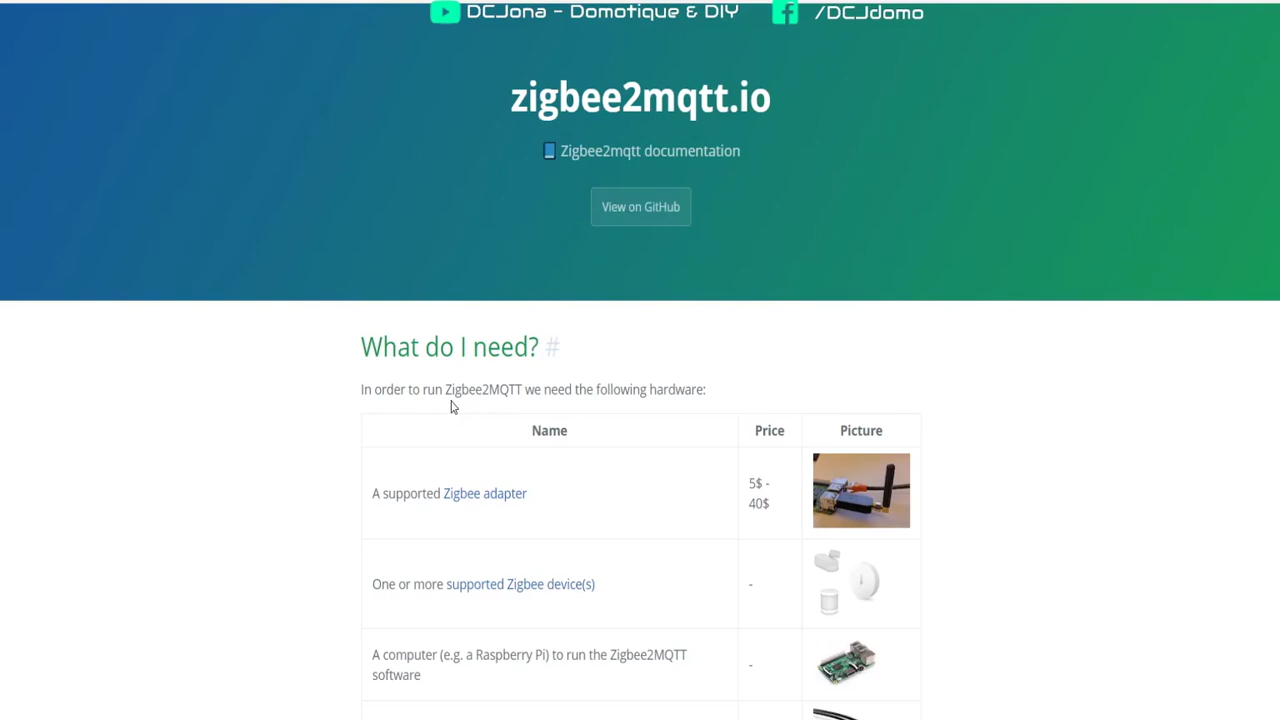 DCJona - Domotique & DIY /DCJdomo
zigbee2mqtt.io
Zigbee2mqtt documentation
View on GitHub
What do I need? #
In order to run Zigbee2MQTT we need the following hardware:
Name Price Picture
A supported Zigbee adapter 5$ -
40$
One or more supported Zigbee device(s) -
A computer (e.g. a Raspberry Pi) to run the Zigbee2MQTT -
software